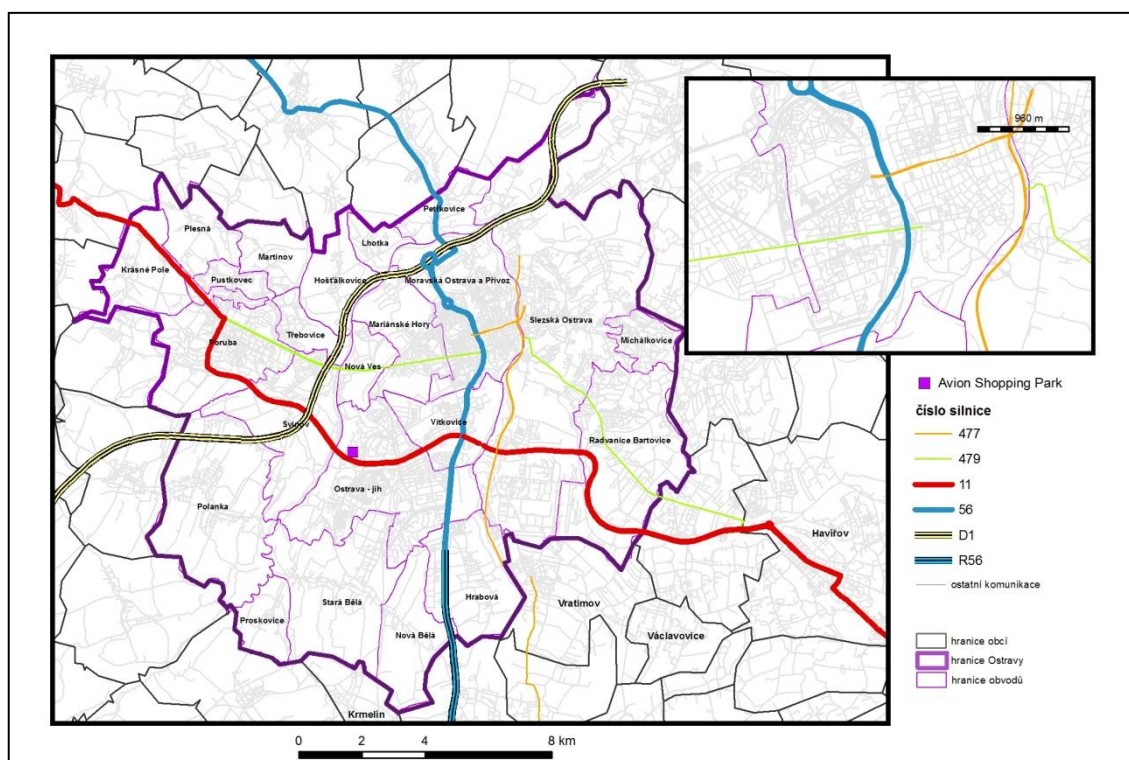 960 m
Petřkovice
Plesná
Lhotka
Martinov
Krásné Pole
Pustkovec
Hošťálkovice
Moravská Ostrava a Přívoz
Mariánské Hory
Slezská Ostrava
Třebovice
Poruba
Michálkovice
Nová Ves
Svinov
Vítkovice
Radvanice Bartovice
Ostrava - jih
Polanka
Havířov
Hrabová
Stará Bělá
Vratimov
Proskovice
Nová Bělá
Václavovice
Krmelín
Avion Shopping Park
číslo silnice
477
479
11
56
D1
R56
ostatní komunikace
hranice obcí
hranice Ostravy
hranice obvodů
0 2 4 8 km